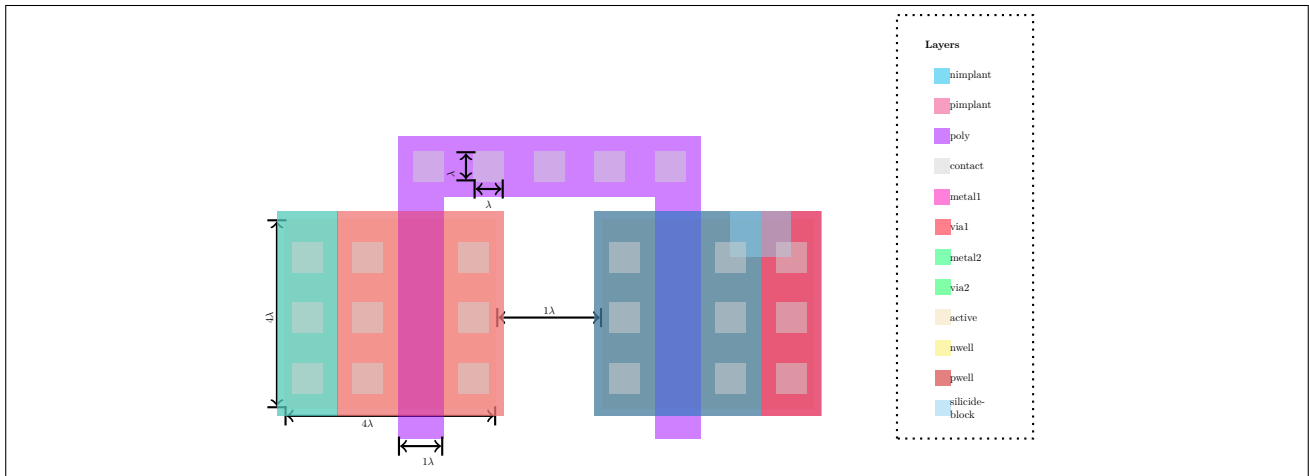 Layers
nimplant
pimplant
poly
contact
metal1
via1
metal2
via2
active
nwell
pwell
silicide-
block
λ
λ
4λ
1λ
4λ
1λ